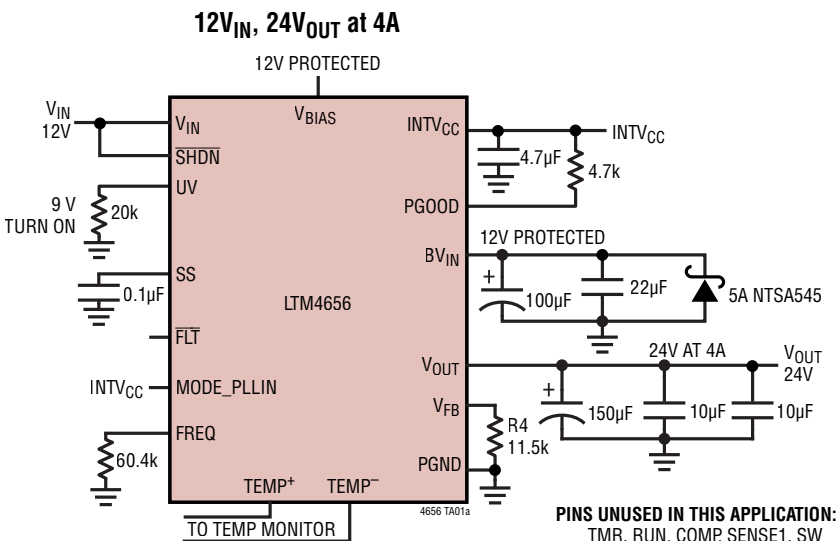 12VIN, 24VOUT at 4A
12V PROTECTED
VIN
12V
VIN
VBIAS
INTVCC
INTVCC
SHDN
4.7µF
4.7k
UV
9 V
TURN ON
20k
PGOOD
12V PROTECTED
BVIN
SS
0.1µF
LTM4656
+
100µF
22µF
5A NTSA545
FLT
24V AT 4A
VOUT
VOUT
24V
INTVCC
MODE_PLLIN
+
150µF
10µF
10µF
VFB
R4
11.5k
FREQ
60.4k
PGND
TEMP+
TEMP–
4656 TA01a
TO TEMP MONITOR
PINS UNUSED IN THIS APPLICATION:
TMR, RUN, COMP, SENSE1, SW